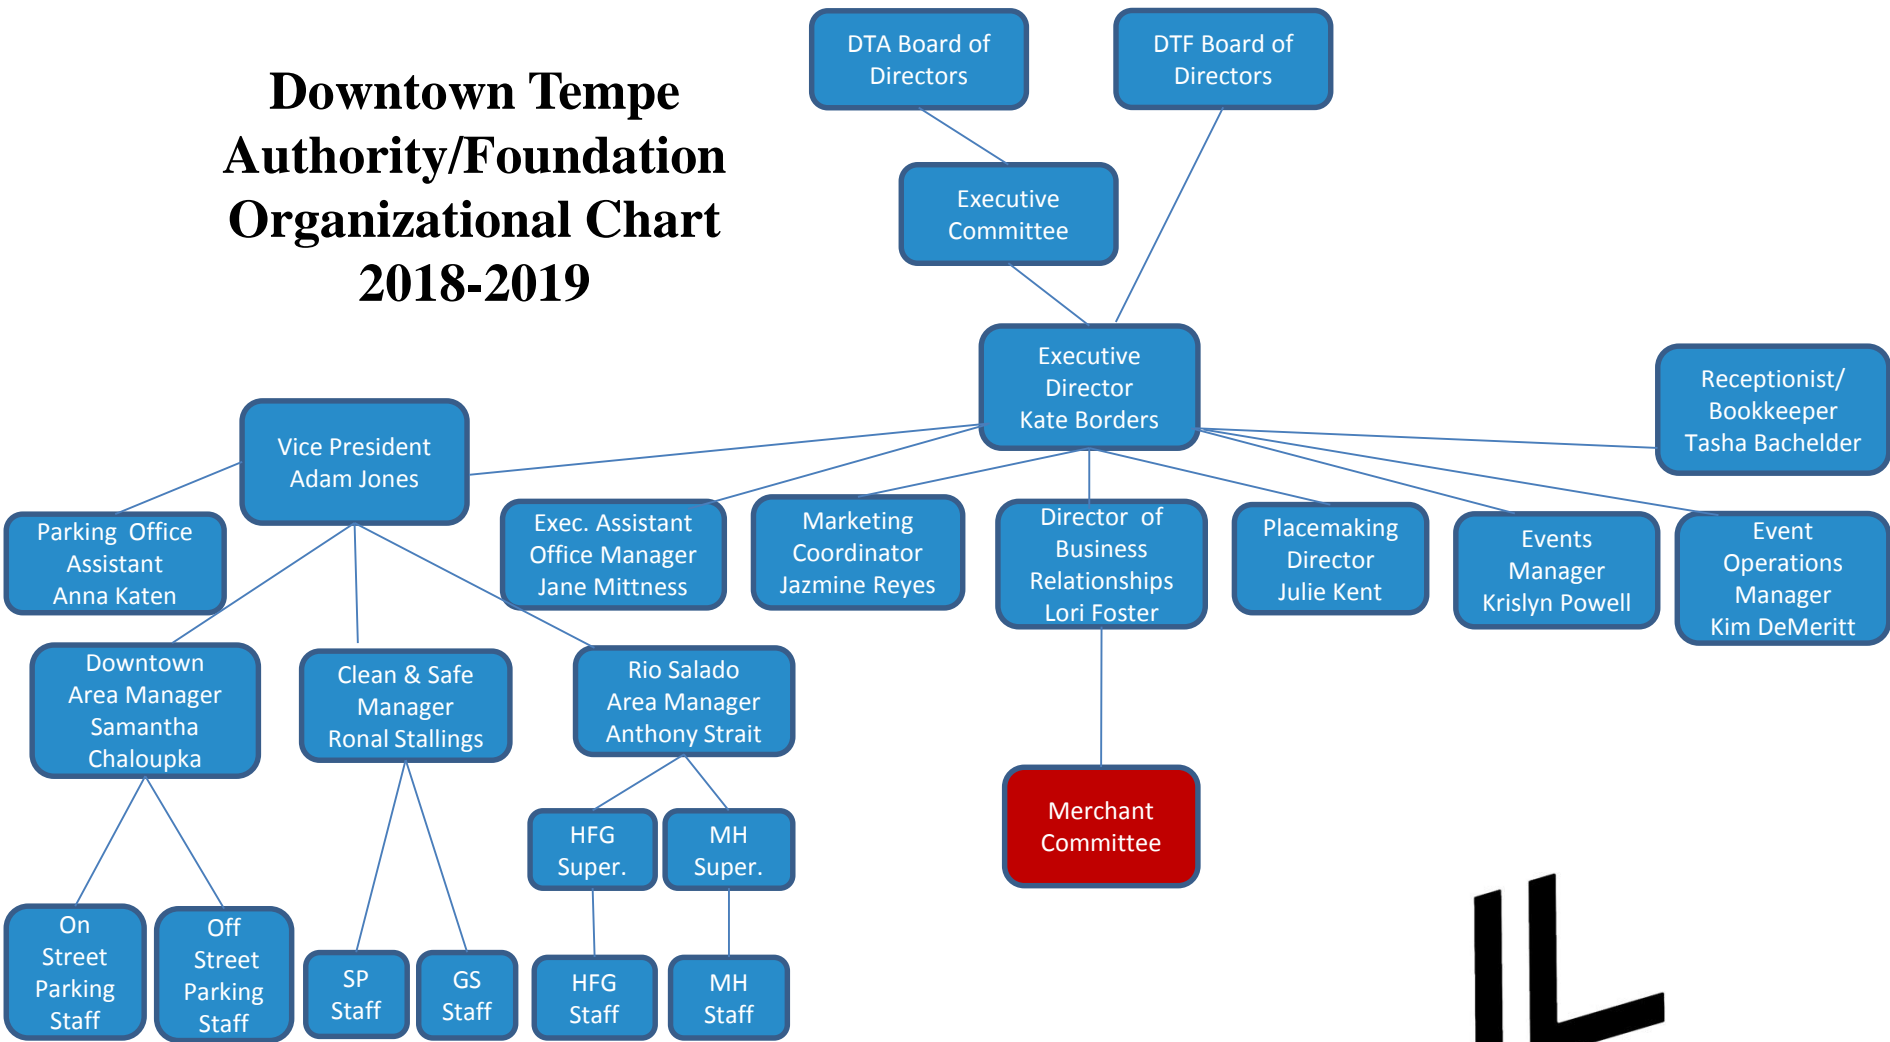 Downtown Tempe
Authority/Foundation
Organizational Chart
2018-2019
DTA Board of
Directors
DTF Board of
Directors
Executive
Committee
Executive
Director
Kate Borders
Receptionist/
Bookkeeper
Tasha Bachelder
Vice President
Adam Jones
Parking Office
Assistant
Anna Katen
Exec. Assistant
Office Manager
Jane Mittness
Marketing
Coordinator
Jazmine Reyes
Director of
Business
Relationships
Lori Foster
Placemaking
Director
Julie Kent
Events
Manager
Krislyn Powell
Event
Operations
Manager
Kim DeMeritt
Downtown
Area Manager
Samantha
Chaloupka
Clean & Safe
Manager
Ronal Stallings
Rio Salado
Area Manager
Anthony Strait
Merchant
Committee
HFG
Super.
MH
Super.
On
Street
Parking
Staff
Off
Street
Parking
Staff
SP
Staff
GS
Staff
HFG
Staff
MH
Staff